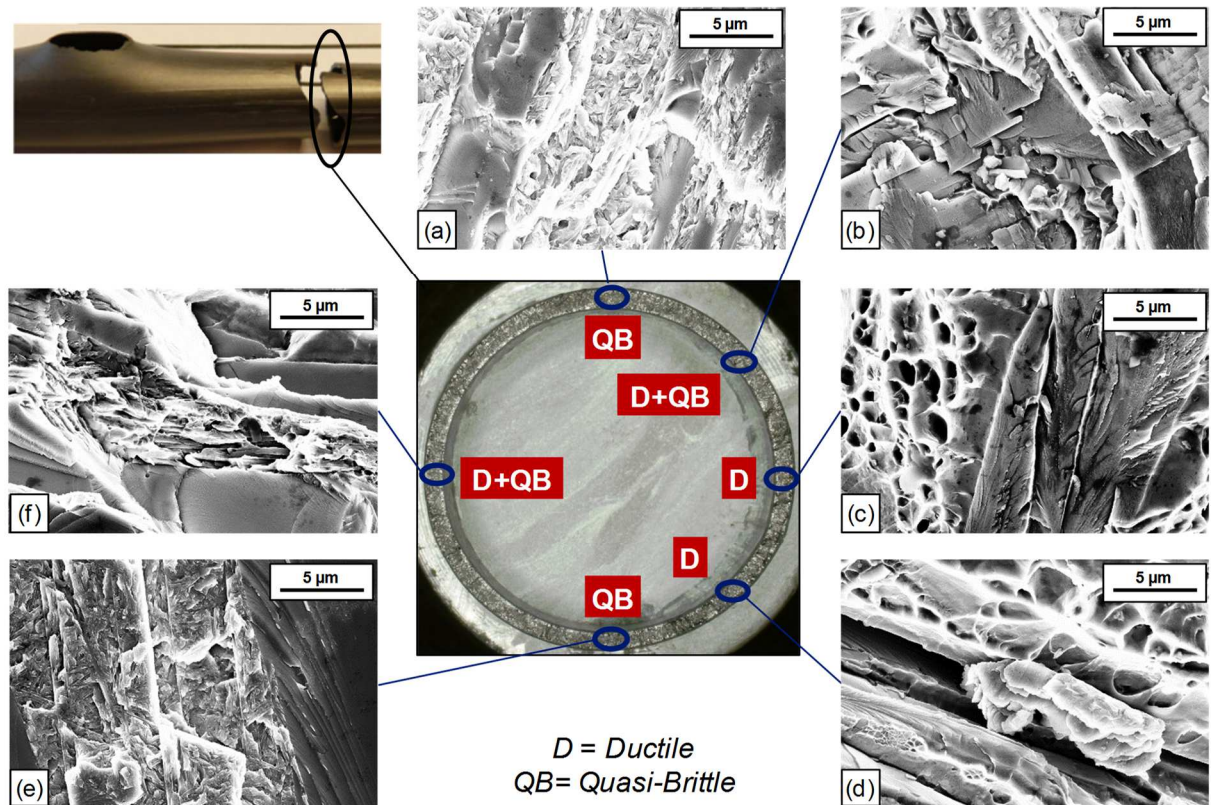 5 µm
(a)
5 µm
(b)
5 µm
(f)
QB
D+QB
D+QB
D
D
QB
5 µm
(c)
5 µm
(e)
5 µm
(d)
D = Ductile
QB= Quasi-Brittle